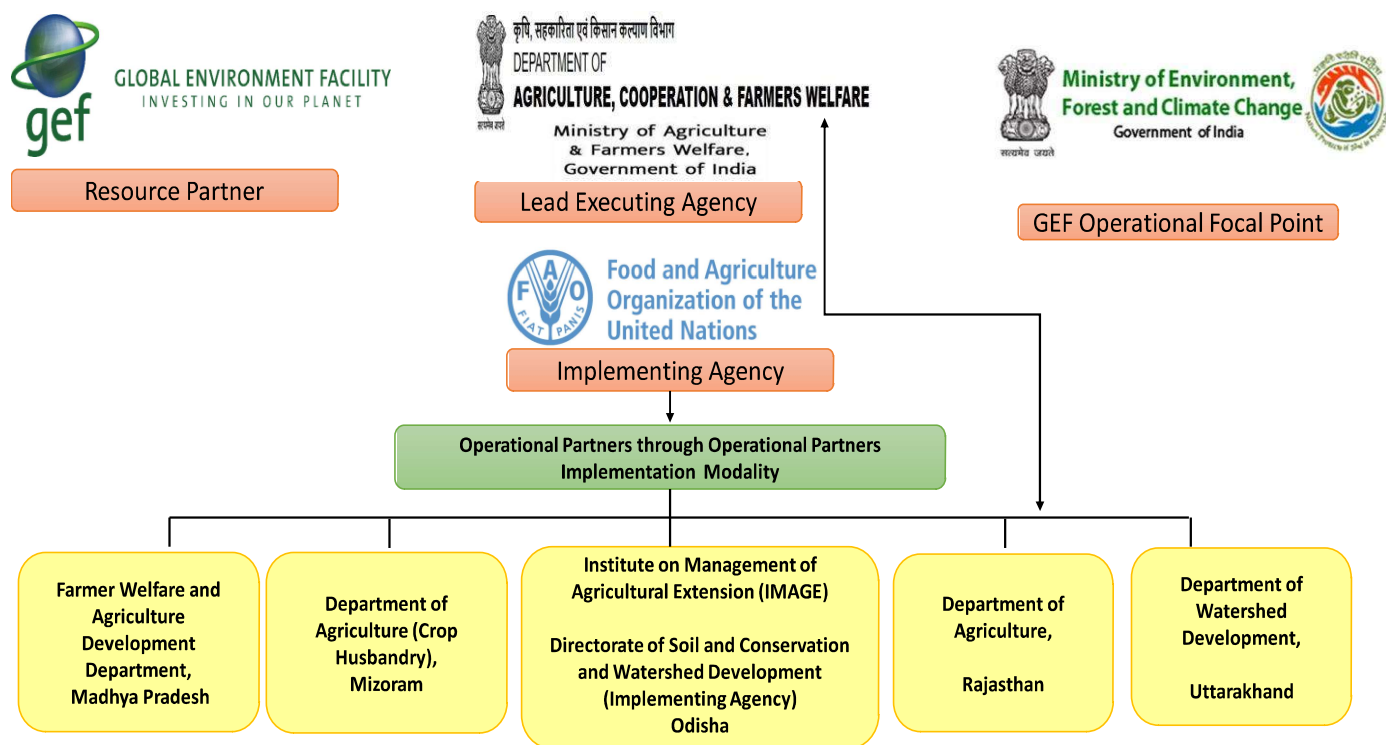 gef
GLOBAL ENVIRONMENT FACILITY
INVESTING IN OUR PLANET
Resource Partner
कृषि, सहकारिता एवं किसान कल्याण विभाग
DEPARTMENT OF
AGRICULTURE, COOPERATION & FARMERS WELFARE
सत्यमेव जयते
Ministry of Agriculture
& Farmers Welfare,
Government of India
Lead Executing Agency
Ministry of Environment,
Forest and Climate Change
Government of India
सत्यमेव जयते
GEF Operational Focal Point
F A O
FIAT PANIS
Food and Agriculture
Organization of the
United Nations
Implementing Agency
Operational Partners through Operational Partners
Implementation Modality
Farmer Welfare and
Agriculture
Development
Department,
Madhya Pradesh
Department of
Agriculture (Crop
Husbandry),
Mizoram
Institute on Management of
Agricultural Extension (IMAGE)
Directorate of Soil and Conservation
and Watershed Development
(Implementing Agency)
Odisha
Department of
Agriculture,
Rajasthan
Department of
Watershed
Development,
Uttarakhand